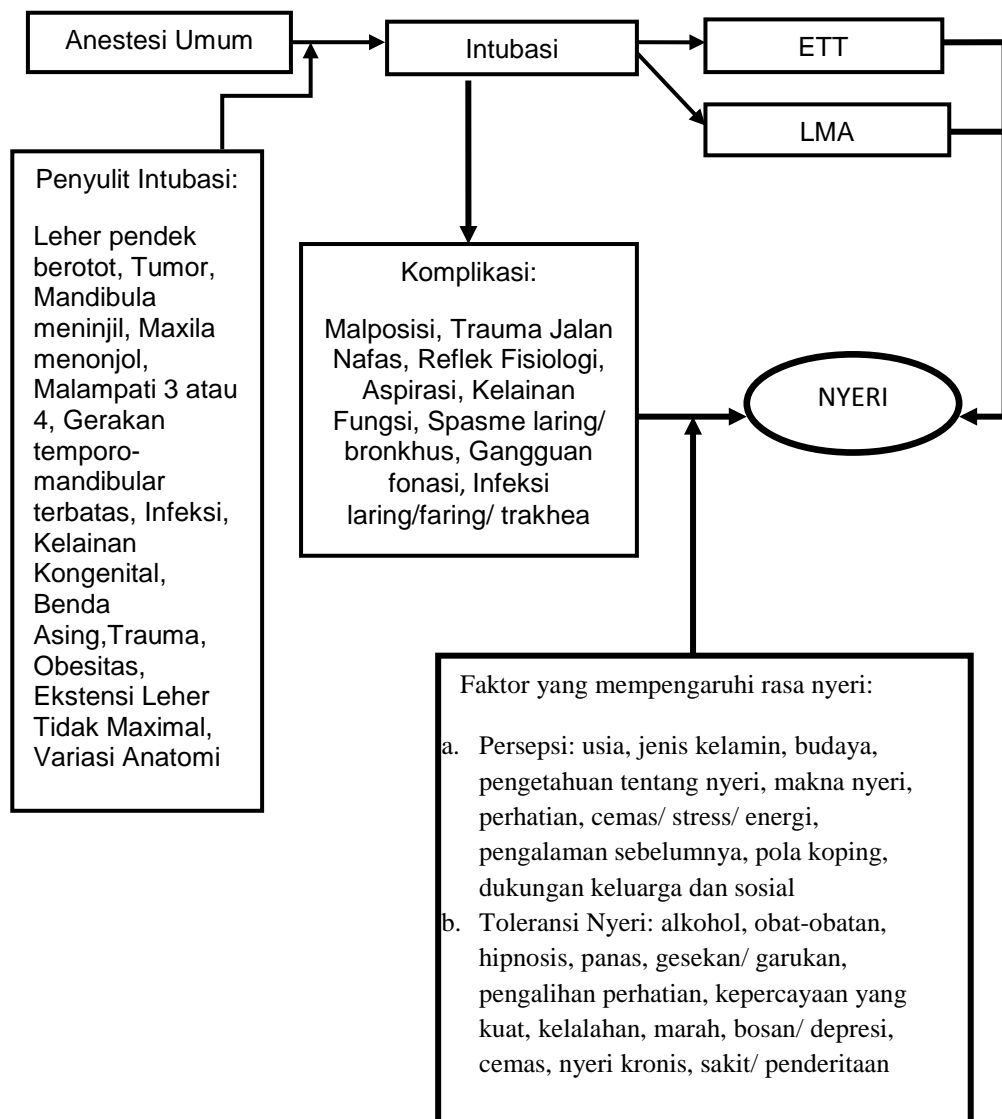 Anestesi Umum
Intubasi
ETT
LMA
Penyulit Intubasi:
Leher pendek
berotot, Tumor,
Mandibula
meninjil, Maxila
menonjol,
Malampati 3 atau
4, Gerakan
temporo-
mandibular
terbatas, Infeksi,
Kelainan
Kongenital,
Benda
Asing,Trauma,
Obesitas,
Ekstensi Leher
Tidak Maximal,
Variasi Anatomi
Komplikasi:
Malposisi, Trauma Jalan
Nafas, Reflek Fisiologi,
Aspirasi, Kelainan
Fungsi, Spasme laring/
bronkhus, Gangguan
fonasi, Infeksi
laring/faring/ trakhea
NYERI
Faktor yang mempengaruhi rasa nyeri:
a. Persepsi: usia, jenis kelamin, budaya,
pengetahuan tentang nyeri, makna nyeri,
perhatian, cemas/ stress/ energi,
pengalaman sebelumnya, pola koping,
dukungan keluarga dan sosial
b. Toleransi Nyeri: alkohol, obat-obatan,
hipnosis, panas, gesekan/ garukan,
pengalihan perhatian, kepercayaan yang
kuat, kelalahan, marah, bosan/ depresi,
cemas, nyeri kronis, sakit/ penderitaan